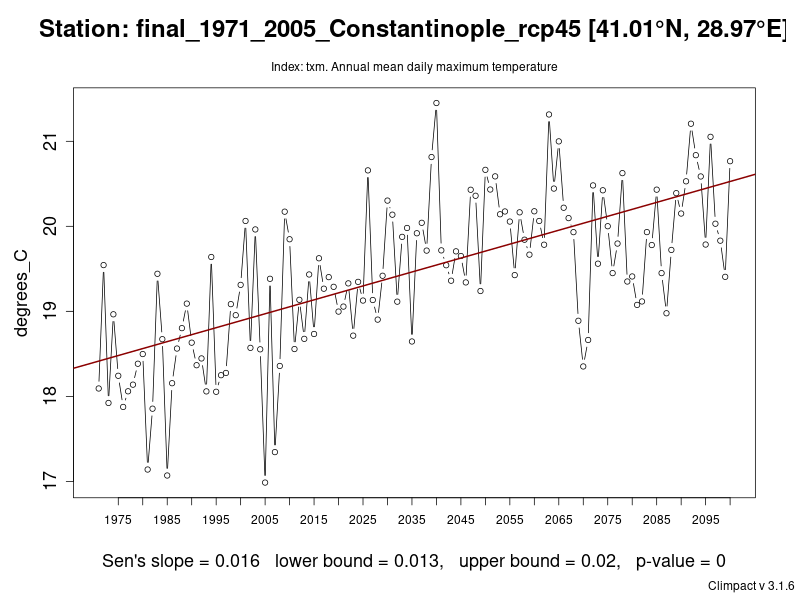 Station: final_1971_2005_Constantinople_rcp45 [41.01°N, 28.97°E]
Index: txm. Annual mean daily maximum temperature
degrees_C
21
20
19
18
17
1975 1985 1995 2005 2015 2025 2035 2045 2055 2065 2075 2085 2095
Sen's slope = 0.016 lower bound = 0.013, upper bound = 0.02, p-value = 0
Climpact v 3.1.6